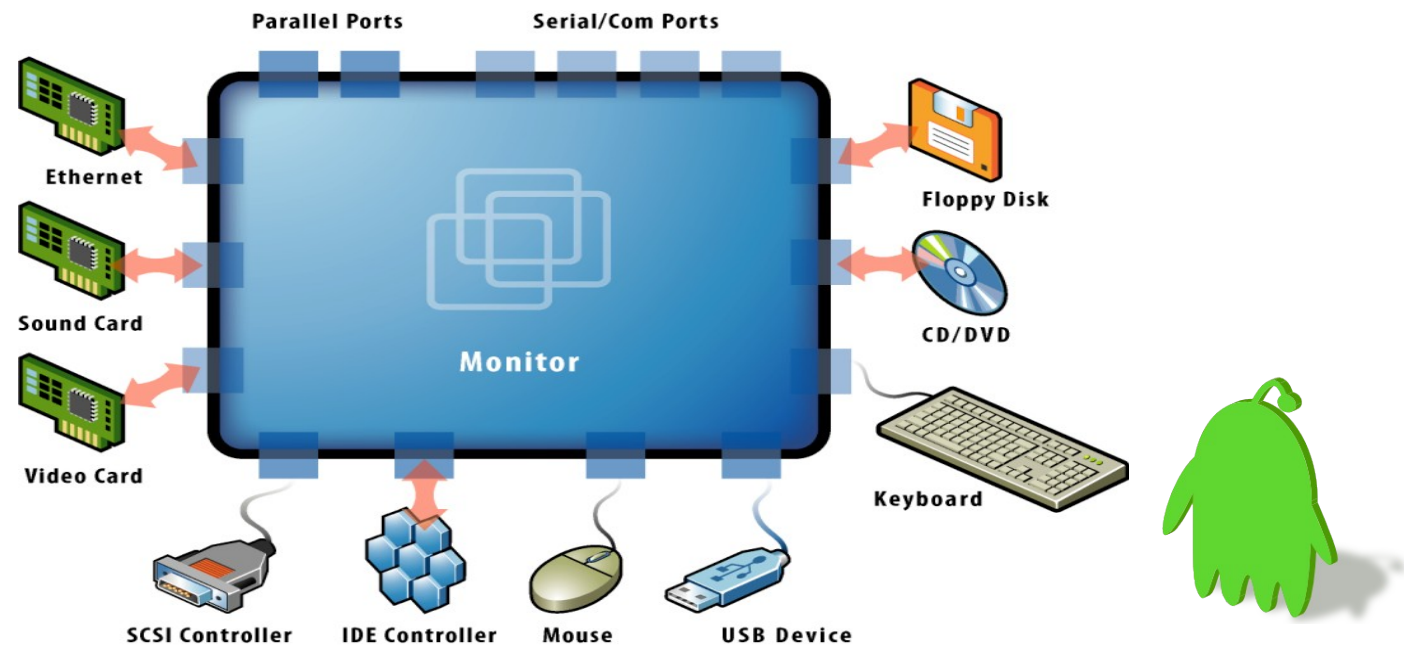 Parallel Ports
Serial/Com Ports
Ethernet
Floppy Disk
Sound Card
CD/DVD
Monitor
Video Card
Keyboard
SCSI Controller
IDE Controller
Mouse
USB Device